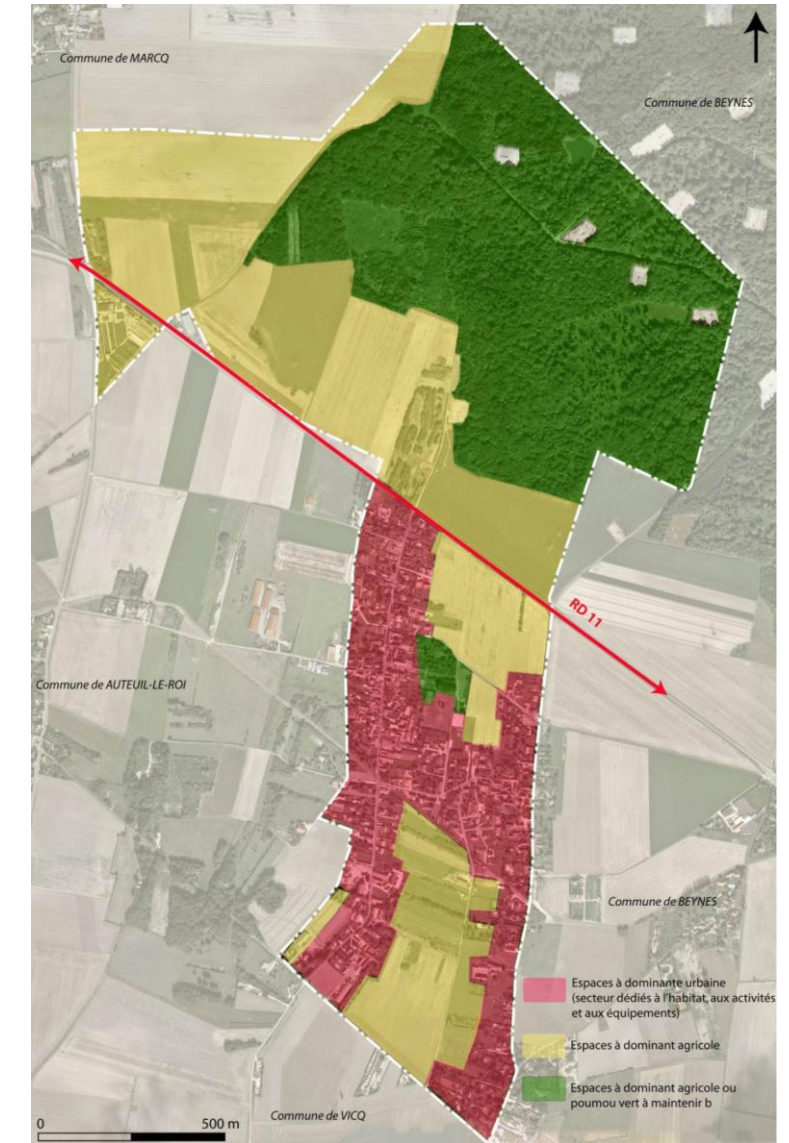 Commune de MARCQ
Commune de BEYNES
RD 11
Commune de AUTEUIL-LE-ROI
Commune de BEYNES
Espaces à dominante urbaine
(secteur dédiés à l'habitat, aux activités
et aux équipements)
Espaces à dominant agricole
Espaces à dominant agricole ou
poumou vert à maintenir b
Commune de VICQ
0 500 m